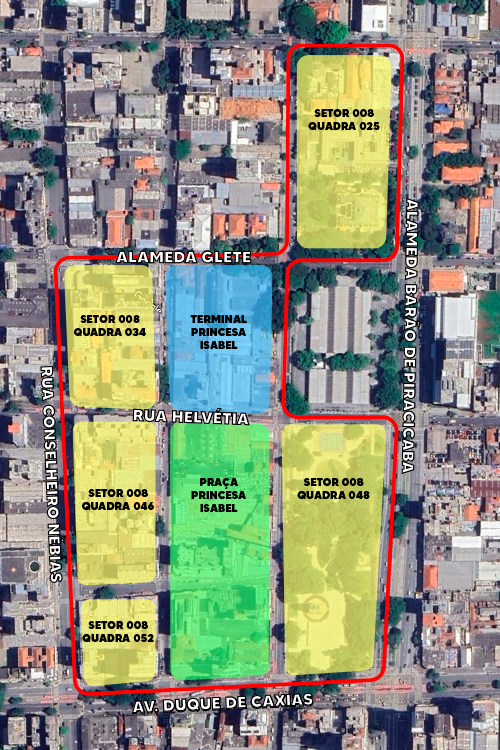 SETOR 008
QUADRA 025
ALAMEDA GLETE
ALAMEDA BARÃO DE PIRACICABA
SETOR 008
QUADRA 034
TERMINAL
PRINCESA
ISABEL
RUA CONSELHEIRO NÉBIAS
RUA HELVÉTIA
SETOR 008
QUADRA 046
PRAÇA
PRINCESA
ISABEL
SETOR 008
QUADRA 048
SETOR 008
QUADRA 052
AV. DUQUE DE CAXIAS